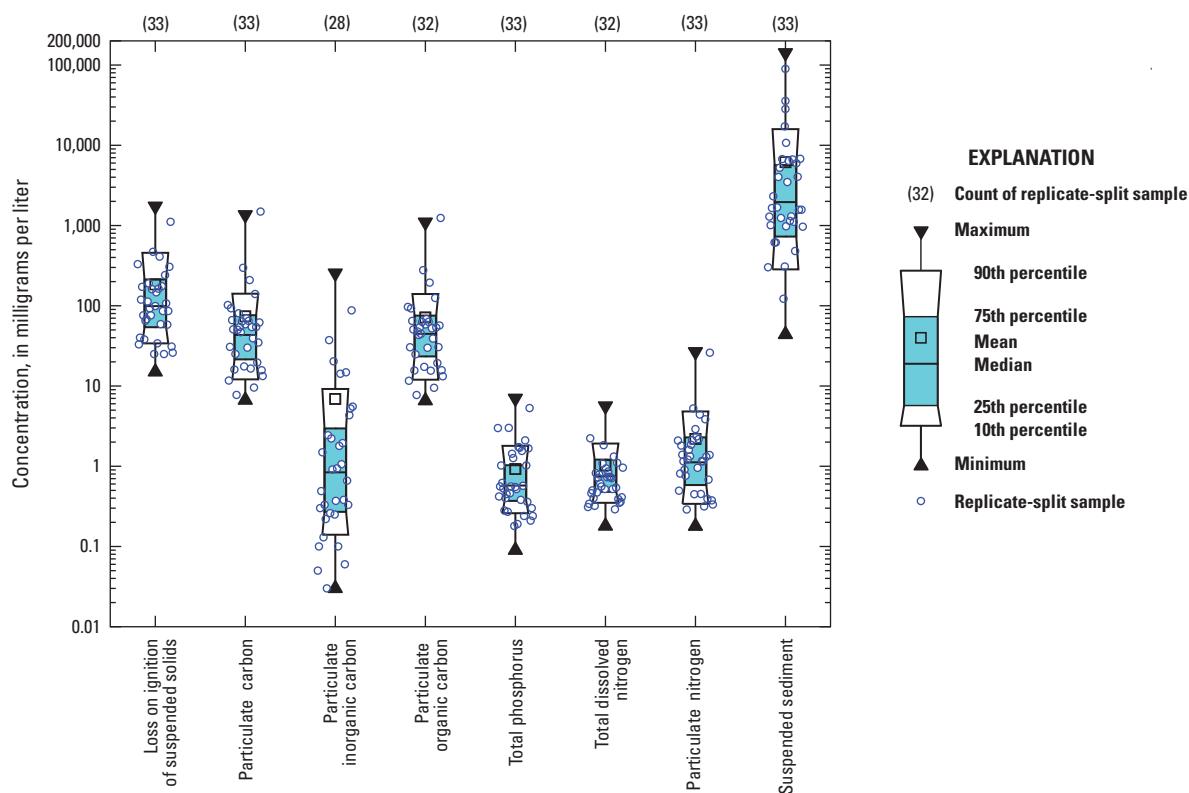 (33)
(33)
(28)
(32)
(33)
(32)
(33)
(33)
200,000
100,000
10,000
1,000
100
10
1
0.1
0.01
Concentration, in milligrams per liter
Loss on ignition
of suspended solids
Particulate carbon
Particulate
inorganic carbon
Particulate
organic carbon
Total phosphorus
Total dissolved
nitrogen
Particulate nitrogen
Suspended sediment
EXPLANATION
(32) Count of replicate-split sample
Maximum
90th percentile
75th percentile
Mean
Median
25th percentile
10th percentile
Minimum
Replicate-split sample